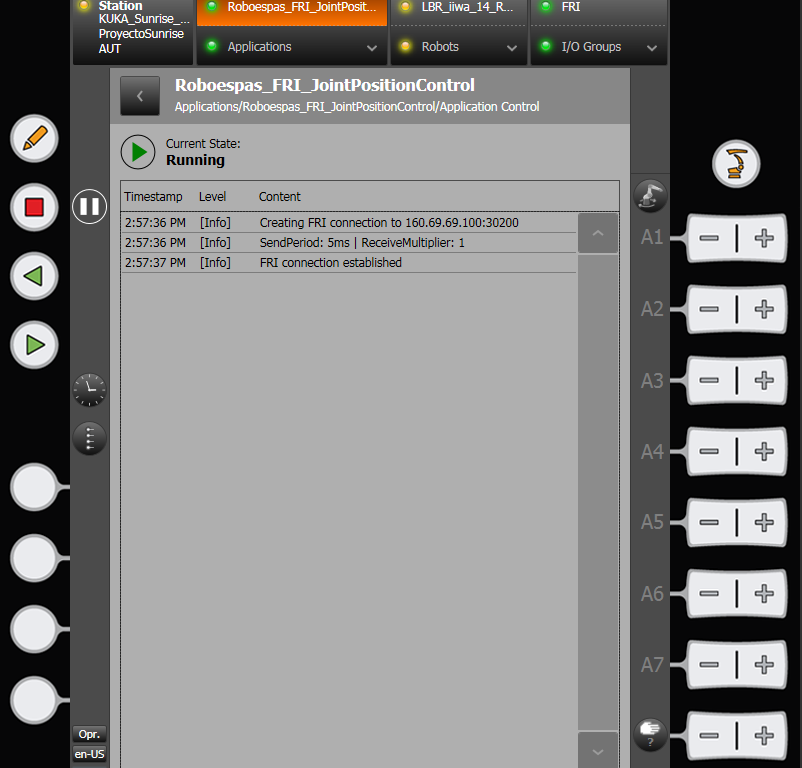 Station
KUKA_Sunrise_...
ProyectoSunrise
AUT
Roboespas_FRI_JointPosit...
LBR_iiwa_14_R...
FRI
Applications
Robots
I/O Groups
Roboespas_FRI_JointPositionControl
Applications/Roboespas_FRI_JointPositionControl/Application Control
Current State:
Running
Timestamp Level Content
2:57:36 PM [Info] Creating FRI connection to 160.69.69.100:30200
2:57:36 PM [Info] SendPeriod: 5ms | ReceiveMultiplier: 1
2:57:37 PM [Info] FRI connection established
A1
A2
A3
A4
A5
A6
A7
?
Opr.
en-US